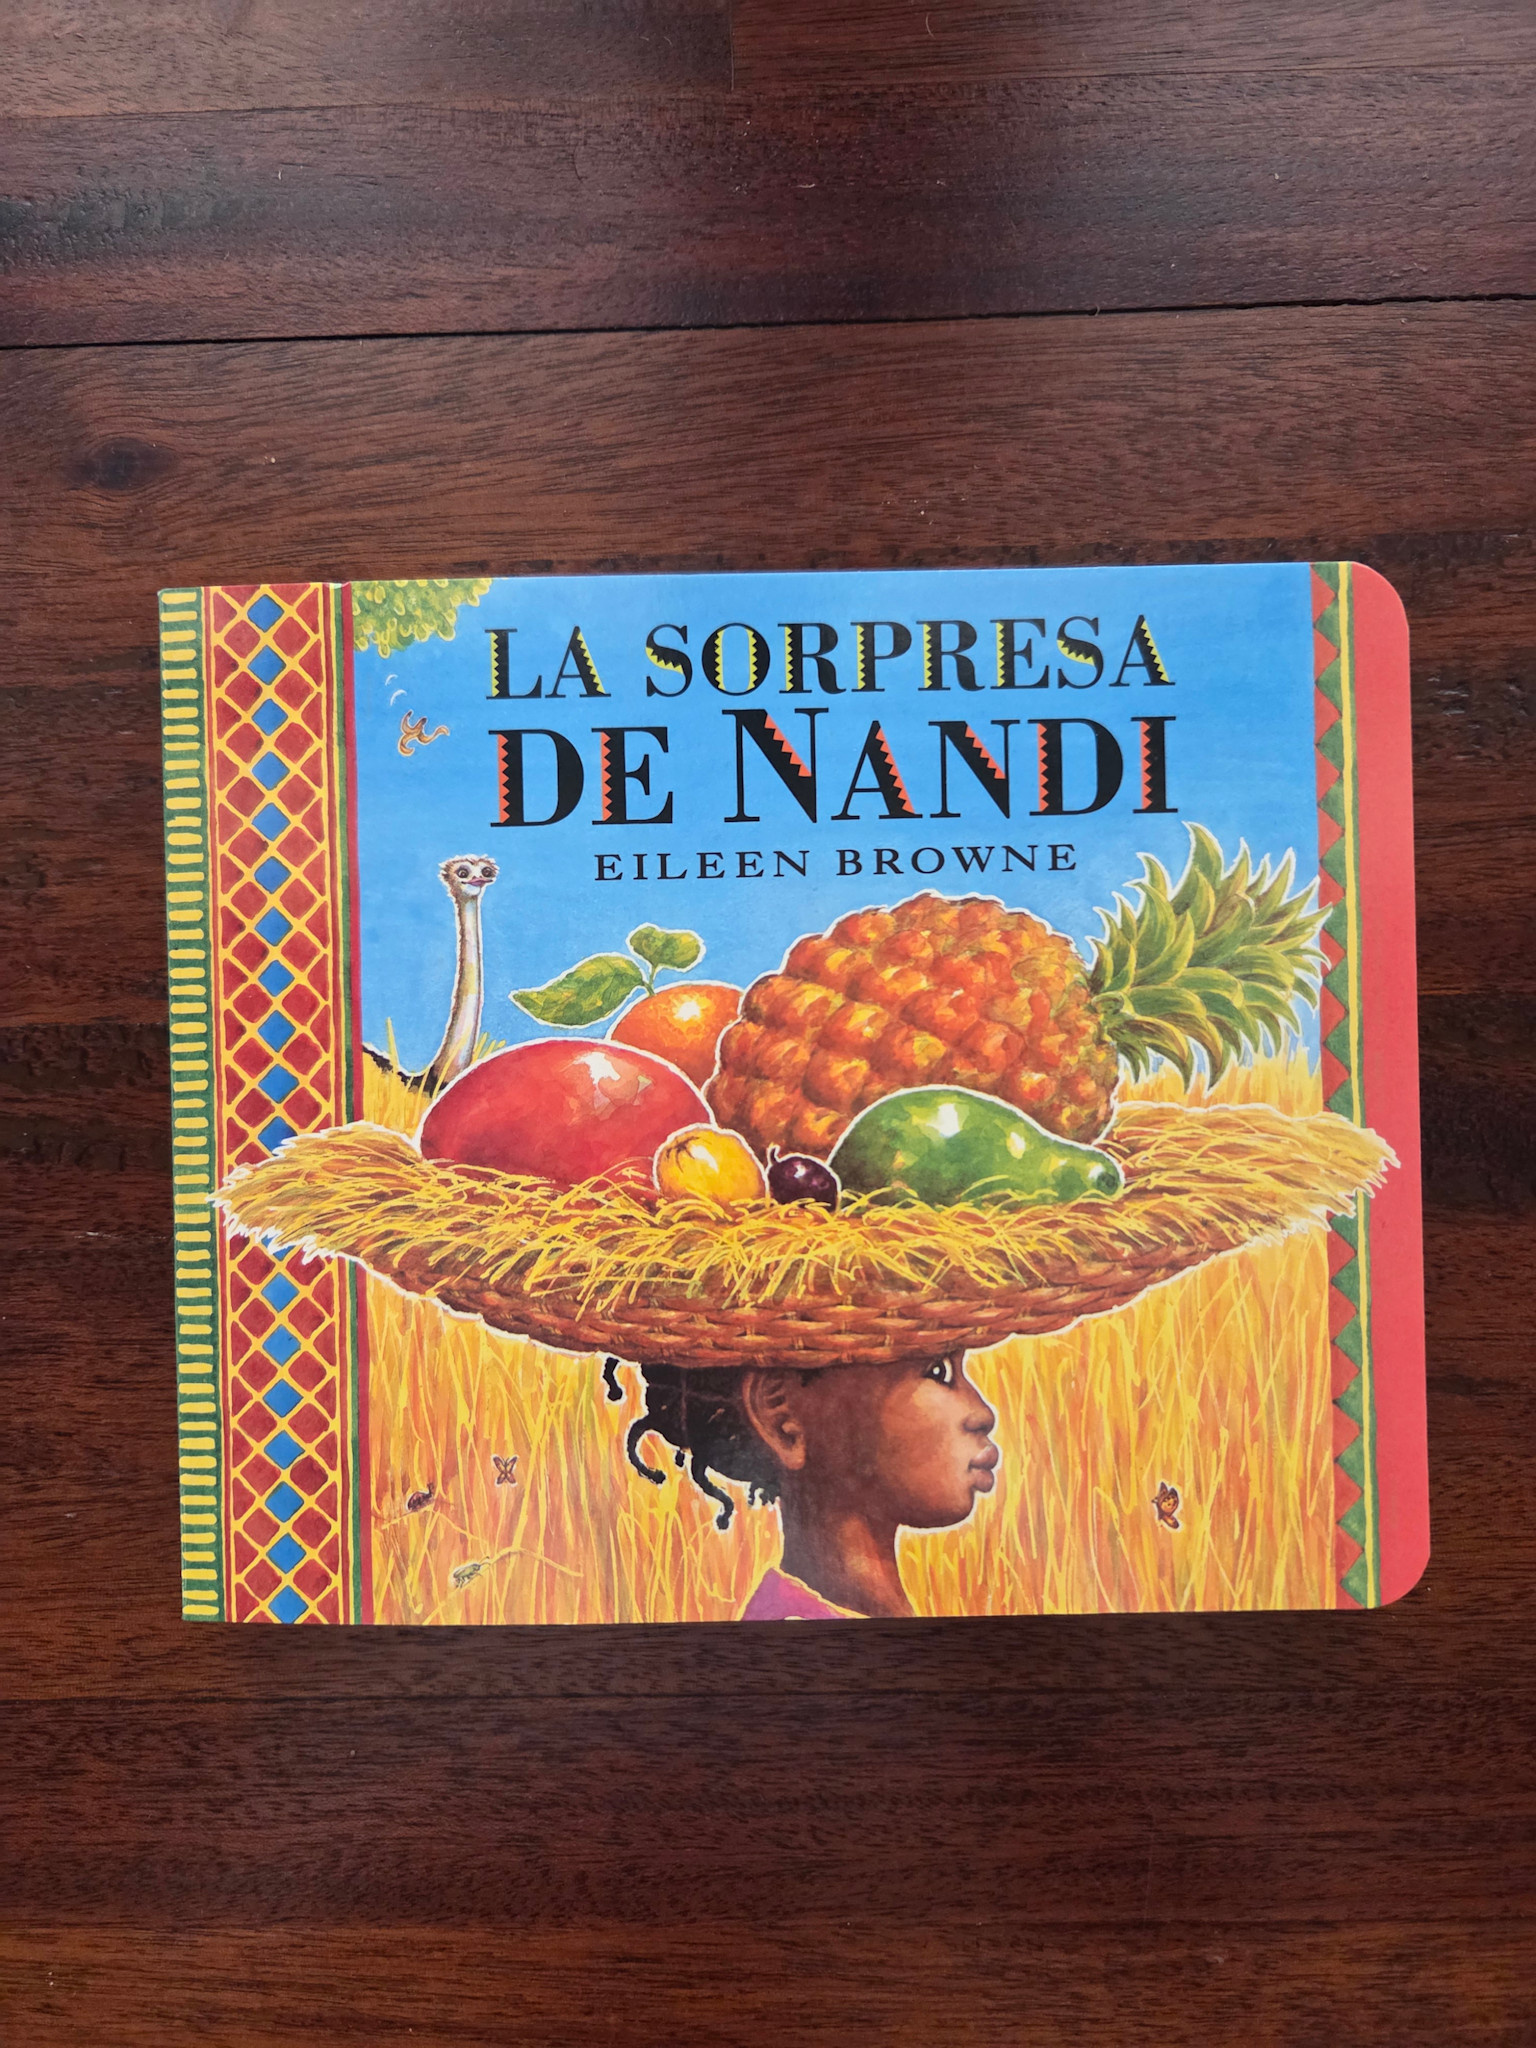 LA SORPRESA
DE NANDI
EILEEN BROWNE